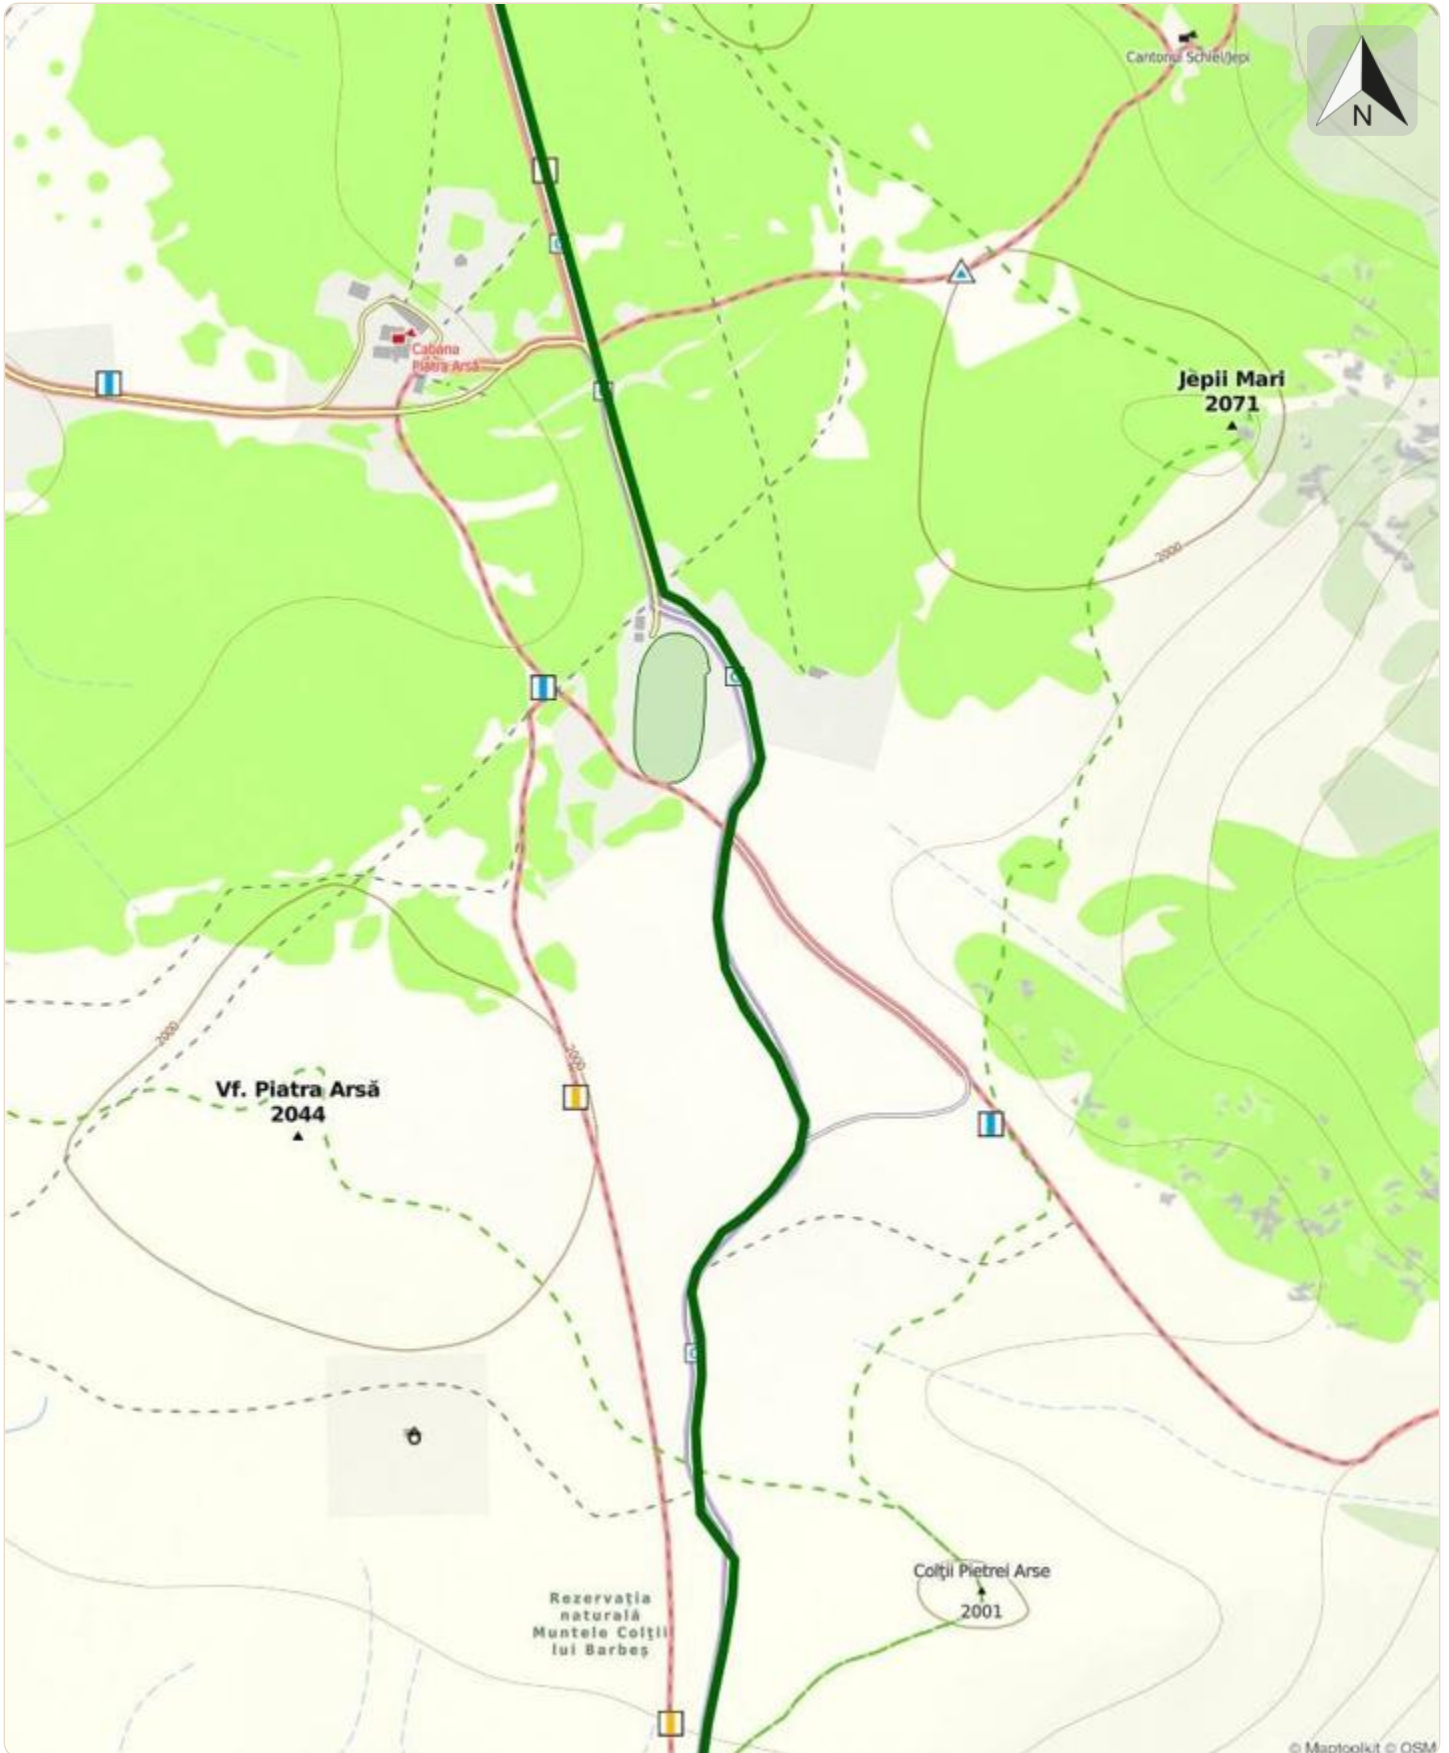 Cantonul Schiel/Jepi
N
Cabana
Piatra Arsă
Jepii Mari
2071
2000
2000
2000
Vf. Piatra Arsă
2044
Colții Pietrei Arse
2001
Rezervația
naturală
Muntele Colții
lui Barbeș
© Maptoolkit © OSM